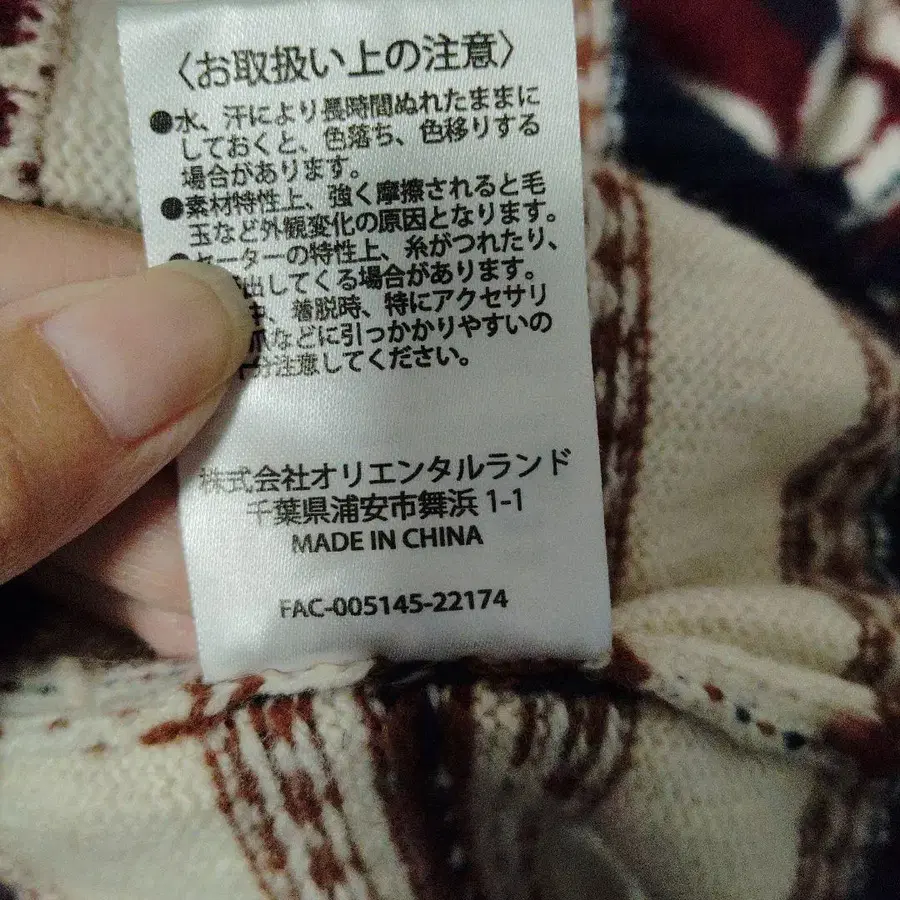 〈お取扱い上の注意〉
●水、汗により長時間ぬれたままに
しておくと、色落ち、色移りする
場合があります。
●素材特性上、強く摩擦されると毛
玉など外観変化の原因となります。
●セーターの特性上、糸がつれたり、
出してくる場合があります。
着脱時、特にアクセサリ
爪などに引っかかりやすいの
分注意してください。
株式会社オリエンタルランド
千葉県浦安市舞浜 1-1
MADE IN CHINA
FAC-005145-22174